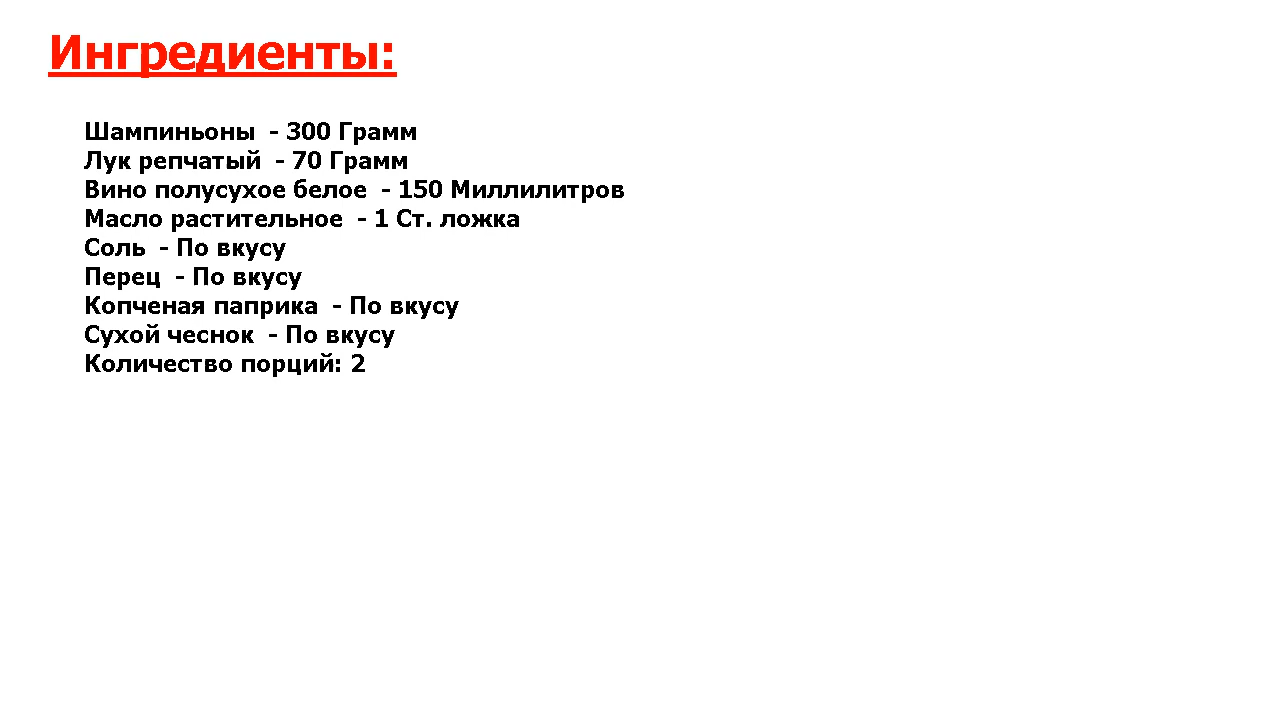 Ингредиенты:
Шампиньоны - 300 Грамм
Лук репчатый - 70 Грамм
Вино полусухое белое - 150 Миллилитров
Масло растительное - 1 Ст. ложка
Соль - По вкусу
Перец - По вкусу
Копченая паприка - По вкусу
Сухой чеснок - По вкусу
Количество порций: 2